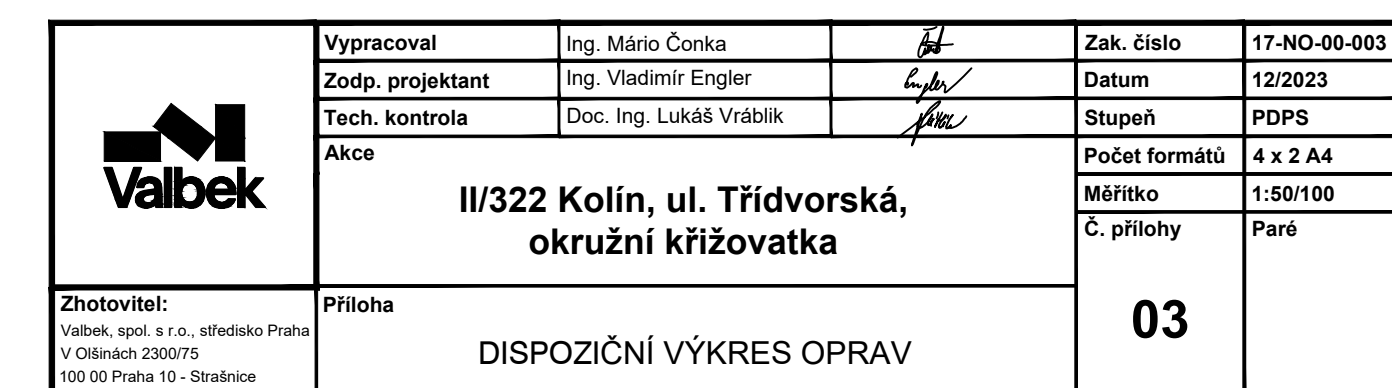 Vypracoval Ing. Mário Čonka Zak. číslo 17-NO-00-003
Zodp. projektant Ing. Vladimír Engler Engler Datum 12/2023
Tech. kontrola Doc. Ing. Lukáš Vráblik Stupeň PDPS
Valbek
Akce
II/322 Kolín, ul. Třídvorská,
okružní křižovatka
Počet formátů 4 x 2 A4
Měřítko 1:50/100
Č. přílohy Paré
03
Zhotovitel:
Valbek, spol. s r.o., středisko Praha
V Olšinách 2300/75
100 00 Praha 10 - Strašnice
Příloha
DISPOZIČNÍ VÝKRES OPRAV